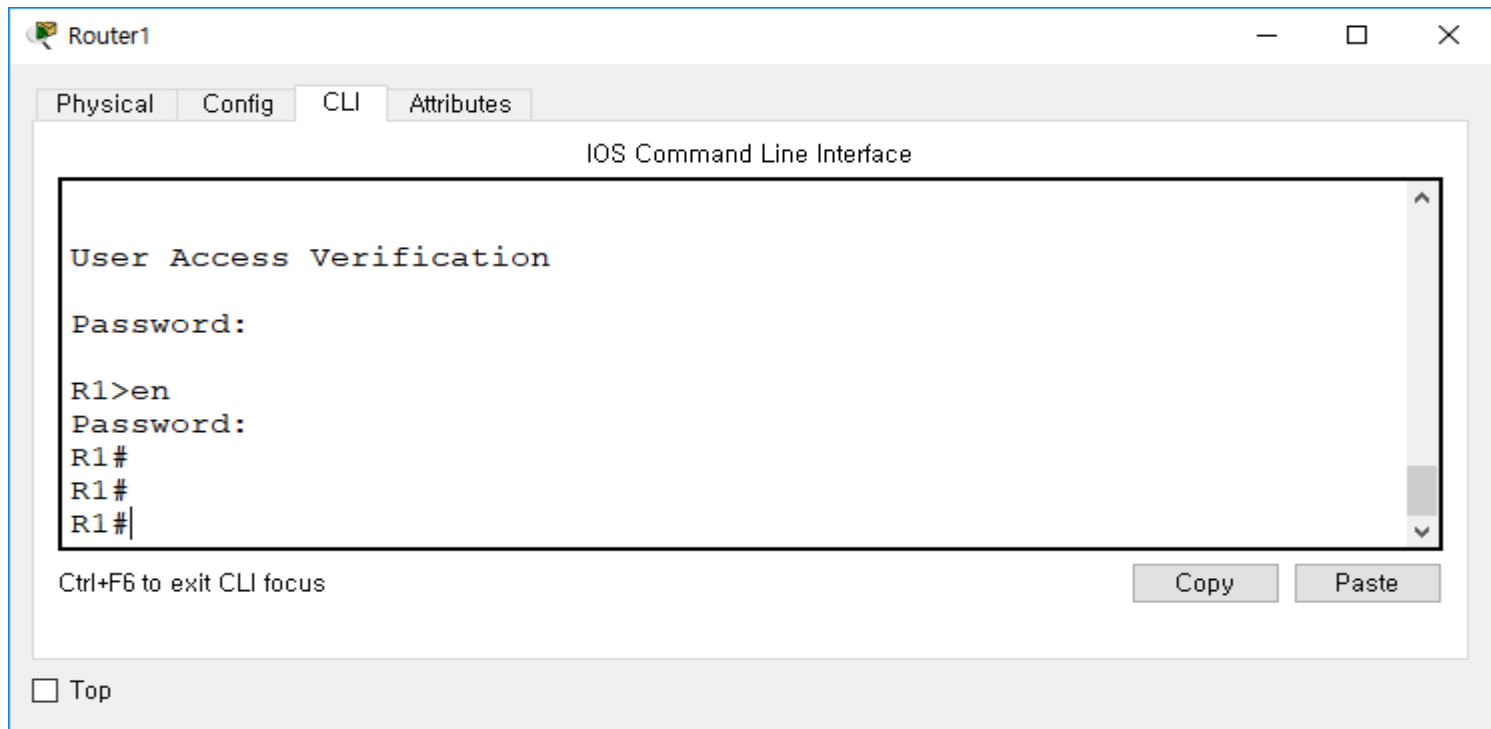 Router1
Physical Config CLI Attributes
IOS Command Line Interface
User Access Verification
Password:
R1>en
Password:
R1#
R1#
R1#
Ctrl+F6 to exit CLI focus
Copy Paste
Top